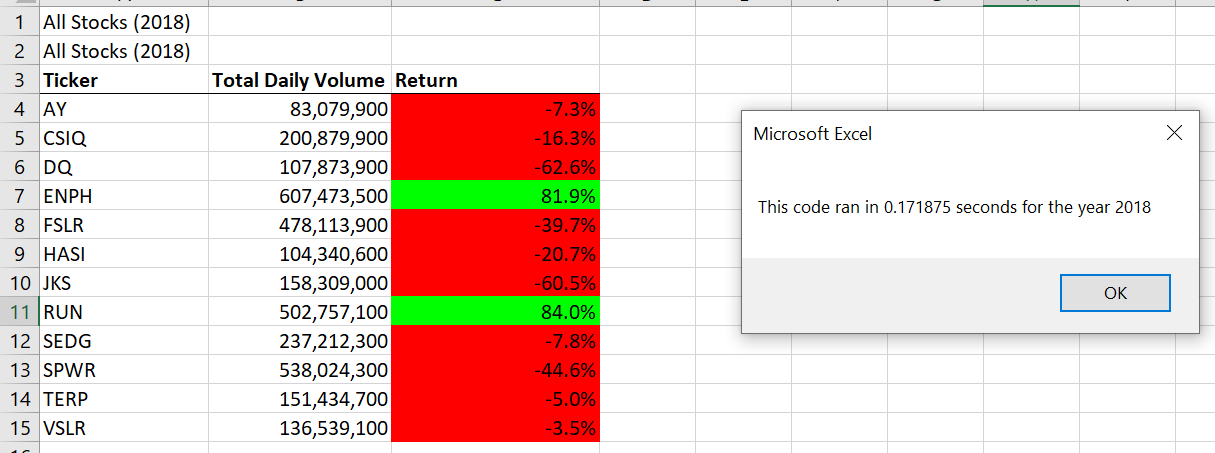 1 All Stocks (2018)
2 All Stocks (2018)
3 Ticker Total Daily Volume Return
4 AY 83,079,900 -7.3%
5 CSIQ 200,879,900 -16.3%
6 DQ 107,873,900 -62.6%
7 ENPH 607,473,500 81.9%
8 FSLR 478,113,900 -39.7%
9 HASI 104,340,600 -20.7%
10 JKS 158,309,000 -60.5%
11 RUN 502,757,100 84.0%
12 SEDG 237,212,300 -7.8%
13 SPWR 538,024,300 -44.6%
14 TERP 151,434,700 -5.0%
15 VSLR 136,539,100 -3.5%
Microsoft Excel
This code ran in 0.171875 seconds for the year 2018
OK